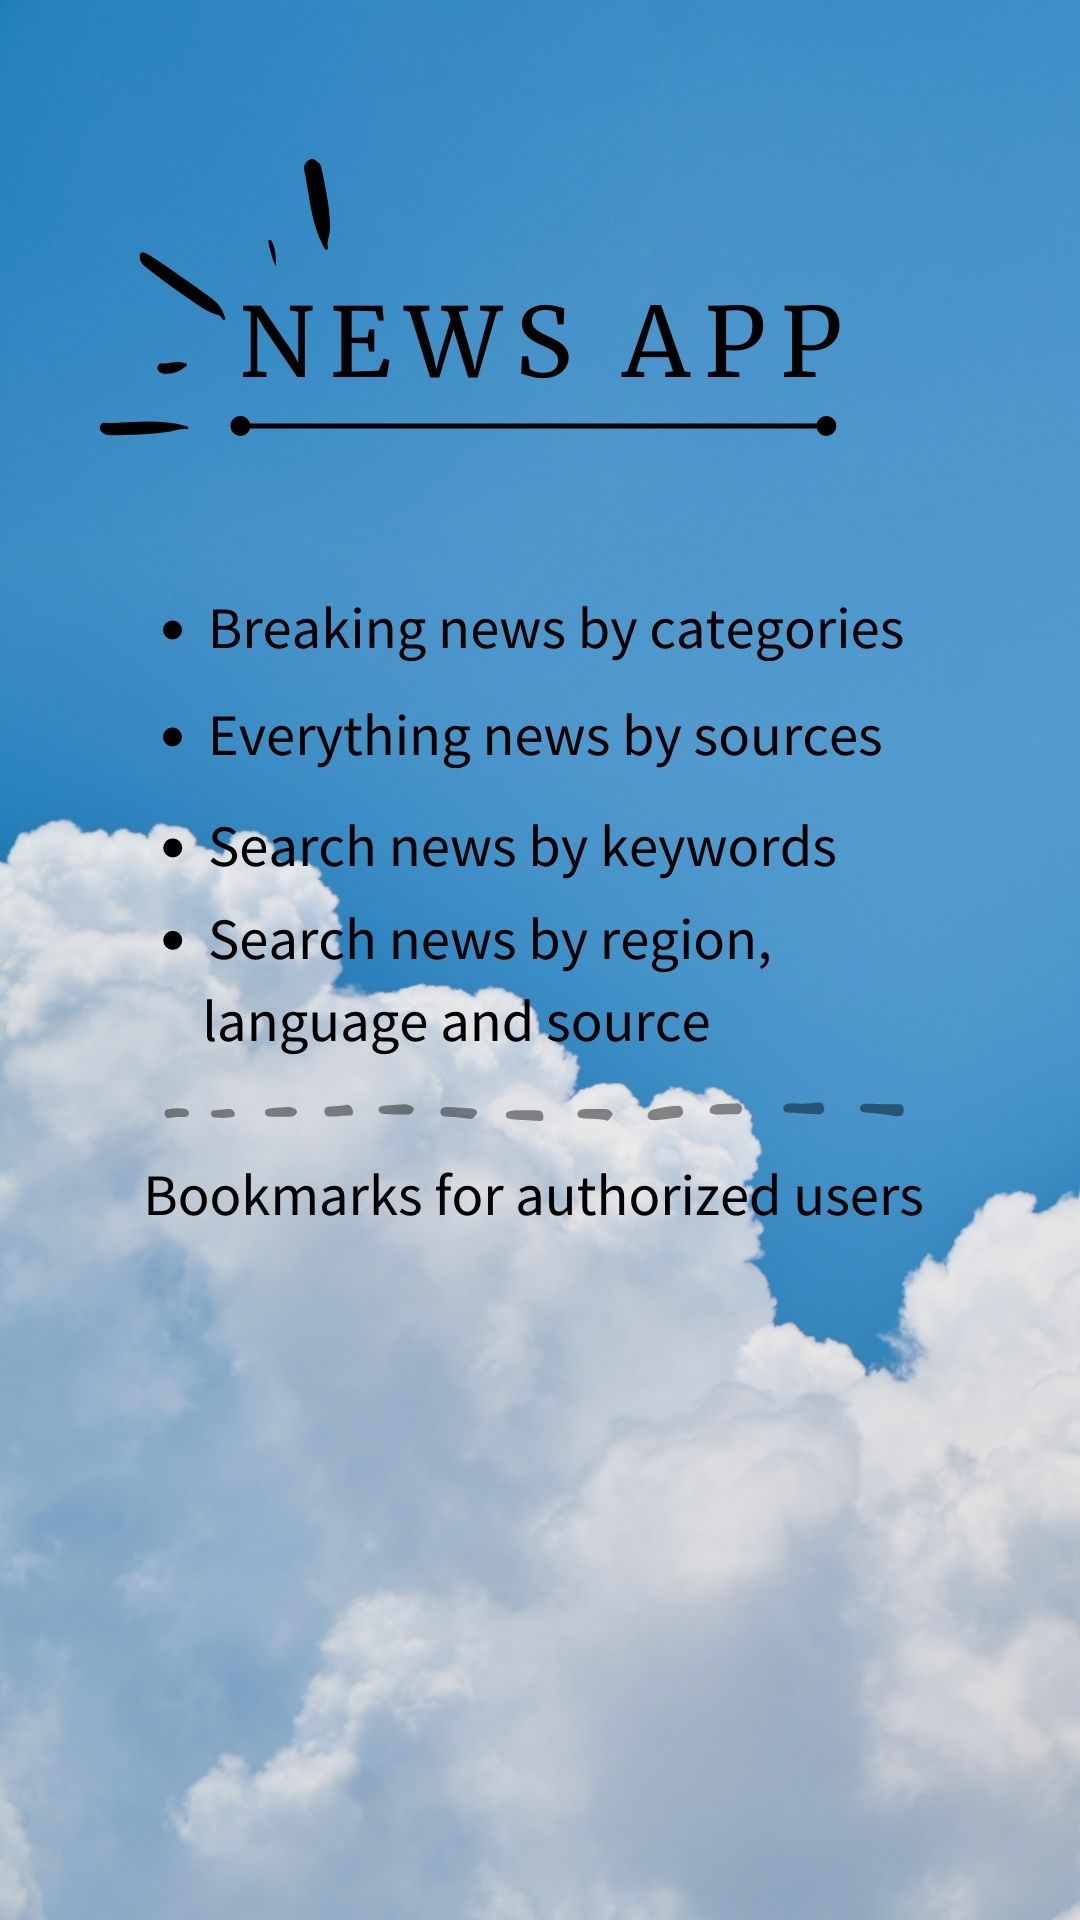 NEWS APP
• Breaking news by categories
• Everything news by sources
• Search news by keywords
• Search news by region,
language and source
Bookmarks for authorized users